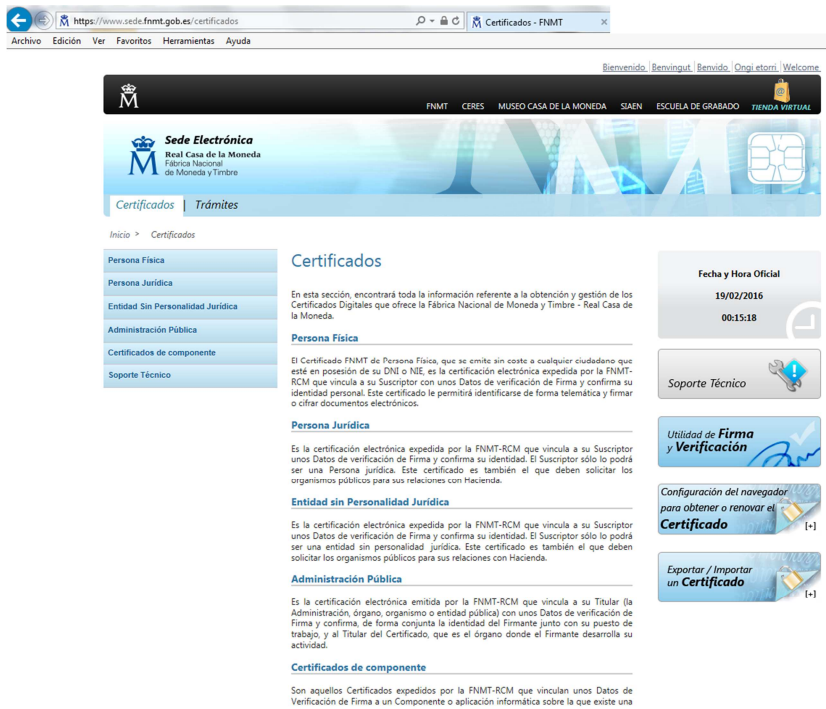 https://www.sede.fnmt.gob.es/certificados
Certificados - FNMT
Archivo Edición Ver Favoritos Herramientas Ayuda
Bienvenido Benvingut Benvido Ongi etorri Welcome
FNMT CERES MUSEO CASA DE LA MONEDA SIAEN ESCUELA DE GRABADO TIENDA VIRTUAL
Sede Electrónica
Real Casa de la Moneda
Fábrica Nacional
de Moneda y Timbre
Certificados | Trámites
Inicio > Certificados
Persona Física
Persona Jurídica
Entidad Sin Personalidad Jurídica
Administración Pública
Certificados de componente
Soporte Técnico
Certificados
En esta sección, encontrará toda la información referente a la obtención y gestión de los
Certificados Digitales que ofrece la Fábrica Nacional de Moneda y Timbre - Real Casa de
la Moneda.
Persona Física
El Certificado FNMT de Persona Física, que se emite sin coste a cualquier ciudadano que
esté en posesión de su DNI o NIE, es la certificación electrónica expedida por la FNMT-
RCM que vincula a su Suscriptor con unos Datos de verificación de Firma y confirma su
identidad personal. Este certificado le permitirá identificarse de forma telemática y firmar
o cifrar documentos electrónicos.
Persona Jurídica
Es la certificación electrónica expedida por la FNMT-RCM que vincula a su Suscriptor
unos Datos de verificación de Firma y confirma su identidad. El Suscriptor sólo lo podrá
ser una Persona jurídica. Este certificado es también el que deben solicitar los
organismos públicos para sus relaciones con Hacienda.
Entidad sin Personalidad Jurídica
Es la certificación electrónica expedida por la FNMT-RCM que vincula a su Suscriptor
unos Datos de verificación de Firma y confirma su identidad. El Suscriptor sólo lo podrá
ser una entidad sin personalidad jurídica. Este certificado es también el que deben
solicitar los organismos públicos para sus relaciones con Hacienda.
Administración Pública
Es la certificación electrónica emitida por la FNMT-RCM que vincula a su Titular (la
Administración, órgano, organismo o entidad pública) con unos Datos de verificación de
Firma y confirma, de forma conjunta la identidad del Firmante junto con su puesto de
trabajo, y al Titular del Certificado, que es el órgano donde el Firmante desarrolla su
actividad.
Certificados de componente
Son aquellos Certificados expedidos por la FNMT-RCM que vinculan unos Datos de
Verificación de Firma a un Componente o aplicación informática sobre la que existe una
Fecha y Hora Oficial
19/02/2016
00:15:18
Soporte Técnico
Utilidad de Firma
y Verificación
Configuración del navegador
para obtener o renovar el
Certificado [+]
Exportar / Importar
un Certificado
[+]